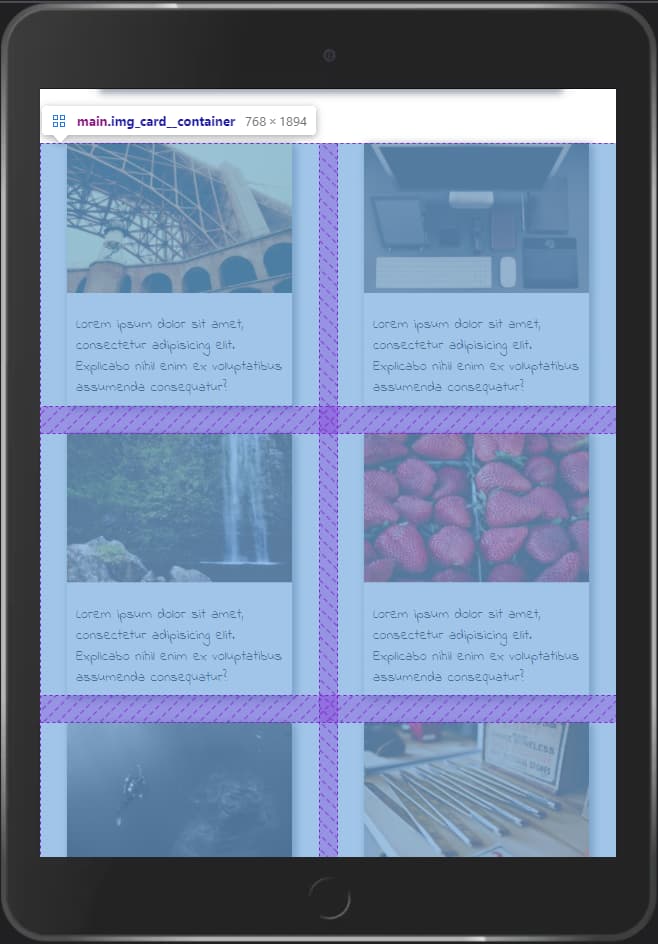 main.img_card__container 768 × 1894
Lorem ipsum dolor sit amet,
consectetur adipisicing elit.
Explicabo nihil enim ex voluptatibus
assumenda consequatur?
Lorem ipsum dolor sit amet,
consectetur adipisicing elit.
Explicabo nihil enim ex voluptatibus
assumenda consequatur?
Lorem ipsum dolor sit amet,
consectetur adipisicing elit.
Explicabo nihil enim ex voluptatibus
assumenda consequatur?
Lorem ipsum dolor sit amet,
consectetur adipisicing elit.
Explicabo nihil enim ex voluptatibus
assumenda consequatur?